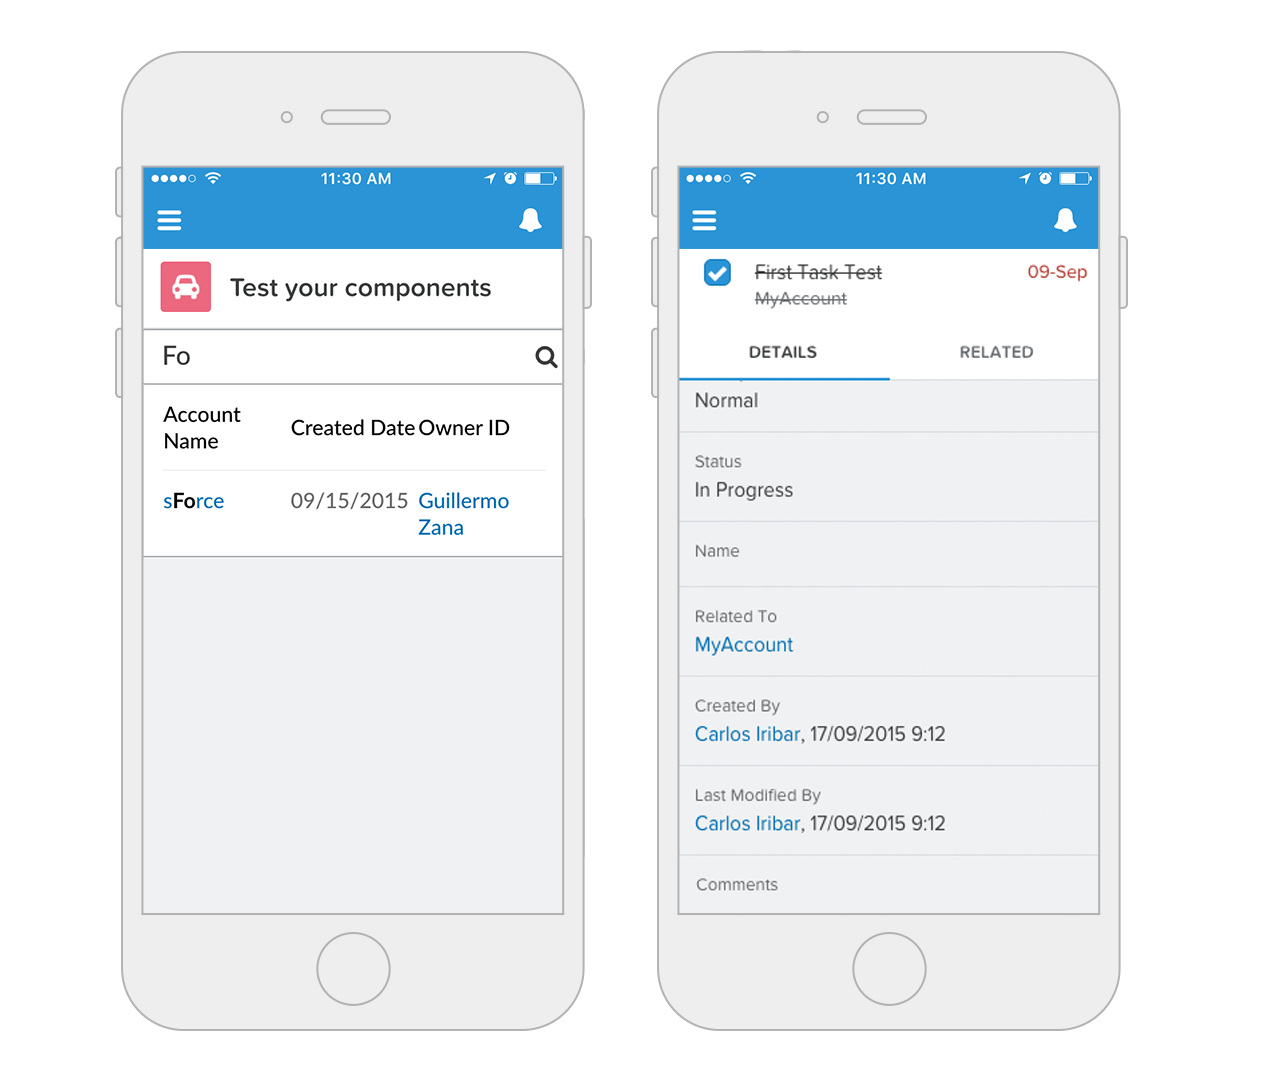 11:30 AM
Test your components
Fo
Account
Name
Created Date
Owner ID
sForce
09/15/2015
Guillermo
Zana
11:30 AM
First Task Test
09-Sep
MyAccount
DETAILS
RELATED
Normal
Status
In Progress
Name
Related To
MyAccount
Created By
Carlos Iribar, 17/09/2015 9:12
Last Modified By
Carlos Iribar, 17/09/2015 9:12
Comments